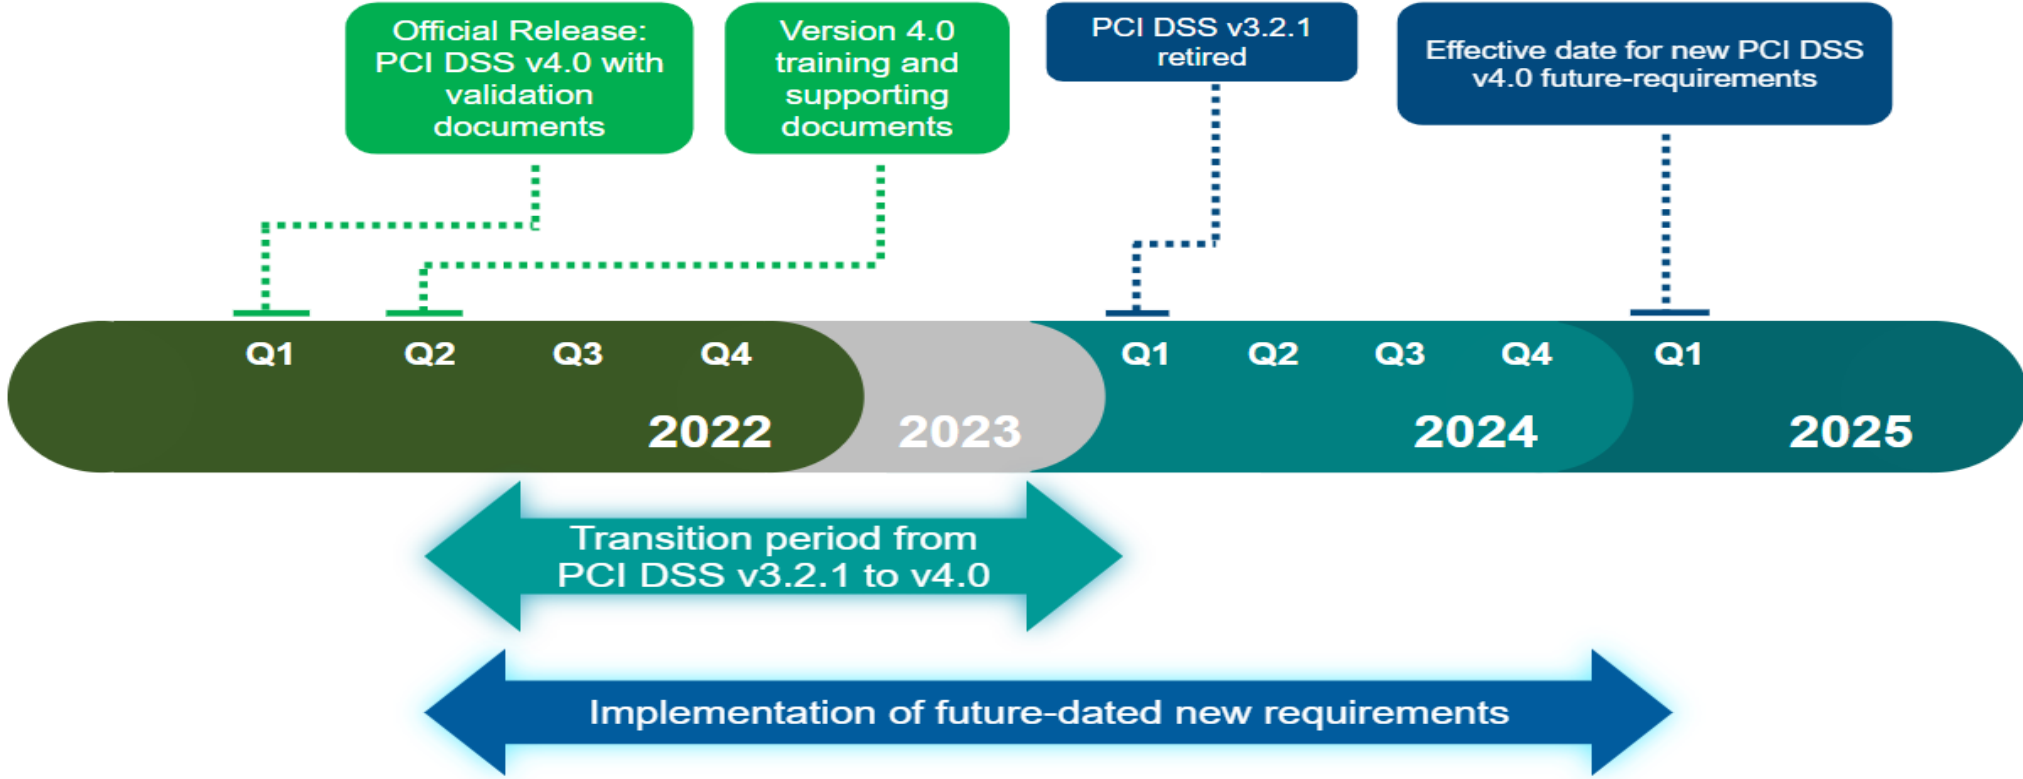 Official Release:
PCI DSS v4.0 with
validation
documents
Version 4.0
training and
supporting
documents
PCI DSS v3.2.1
retired
Effective date for new PCI DSS
v4.0 future-requirements
Q1 Q2 Q3 Q4 Q1 Q2 Q3 Q4 Q1
2022 2023 2024 2025
Transition period from
PCI DSS v3.2.1 to v4.0
Implementation of future-dated new requirements